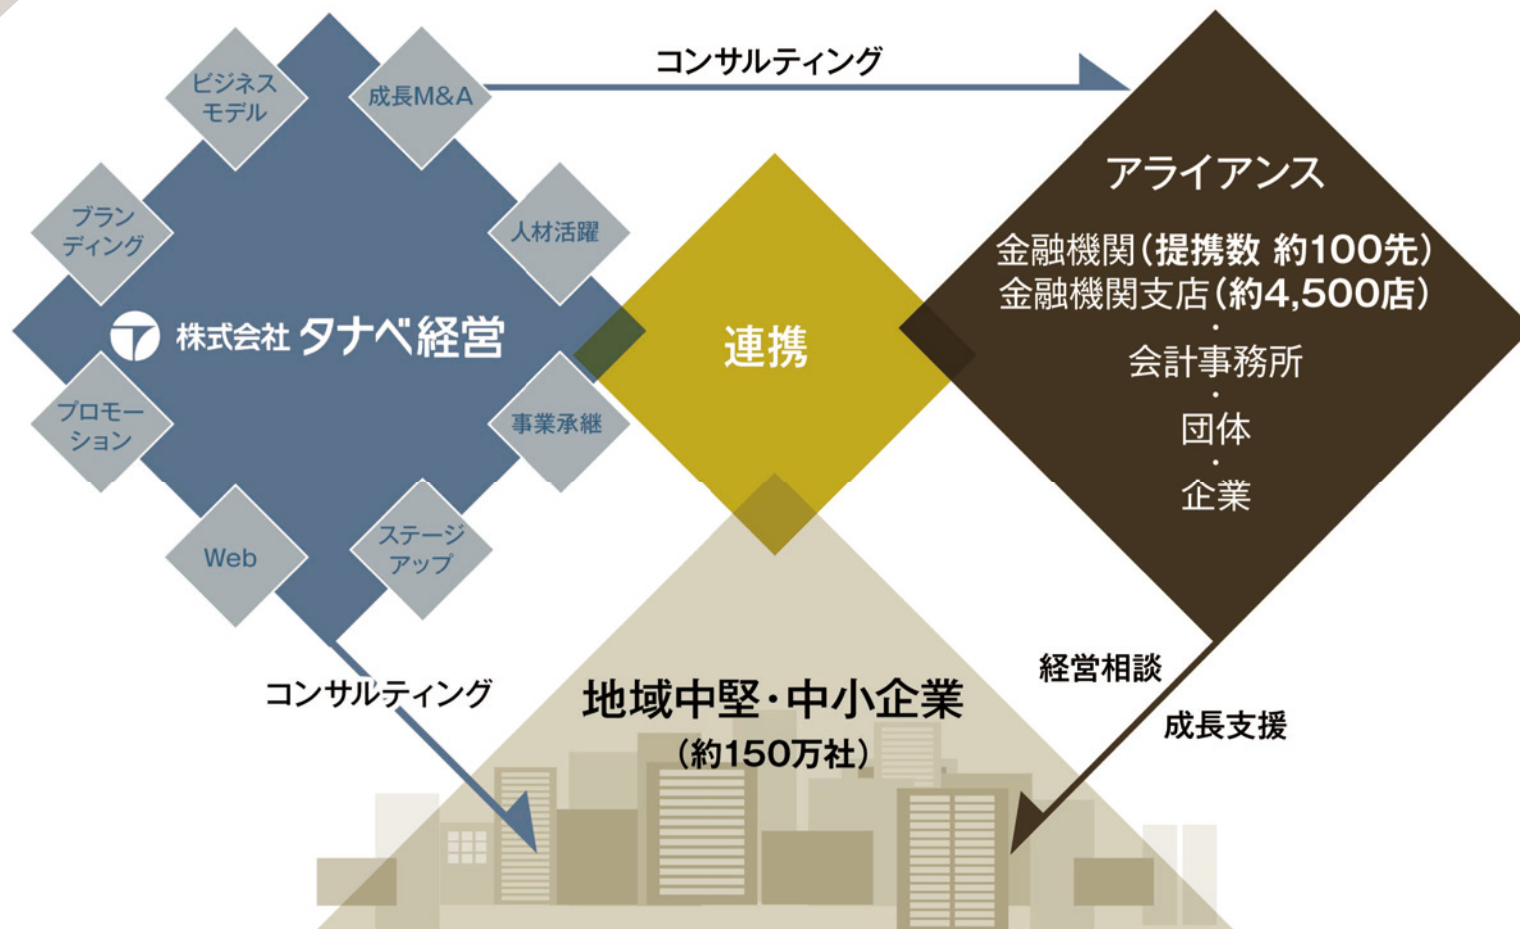 コンサルティング
ビジネス
モデル
成長M&A
ブラン
ディング
人材活躍
株式会社 タナベ経営
プロモー
ション
事業承継
Web
ステージ
アップ
連携
アライアンス
金融機関(提携数 約100先)
金融機関支店(約4,500店)
・
会計事務所
・
団体
・
企業
コンサルティング
地域中堅・中小企業
(約150万社)
経営相談
成長支援